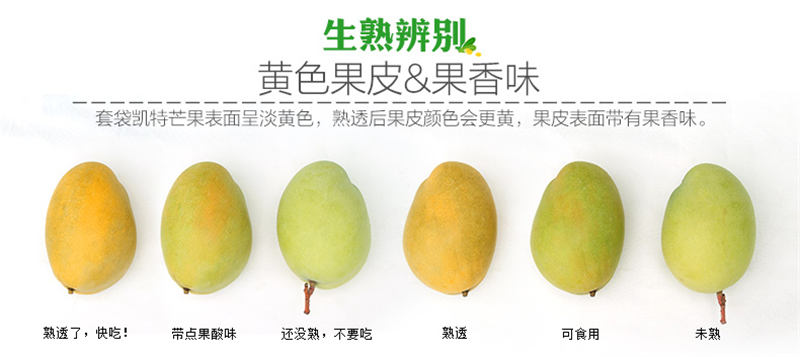 生熟辨别
黄色果皮&果香味
套袋凯特芒果表面呈淡黄色，熟透后果皮颜色会更黄，果皮表面带有果香味。
熟透了，快吃！ 带点果酸味 还没熟，不要吃 熟透 可食用 未熟